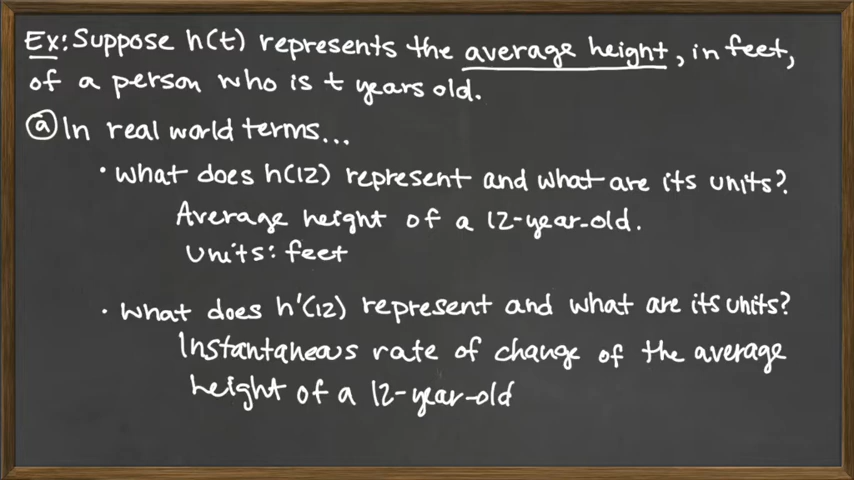 Ex: Suppose h(t) represents the average height, in feet,
of a person who is t years old.
ⓐ In real world terms...
• What does h(12) represent and what are its units?
Average height of a 12-year-old.
Units: feet
• What does h'(12) represent and what are its units?
Instantaneous rate of change of the average
height of a 12-year-old